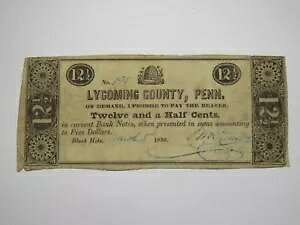 12½ 12½
No.
LYCOMING COUNTY, PENN.
ON DEMAND, I PROMISE TO PAY THE BEARER
Twelve and a Half Cents,
in current Bank Notes, when presented in sums amounting
to Five Dollars.
Black Hole, 1838.
12½
12½